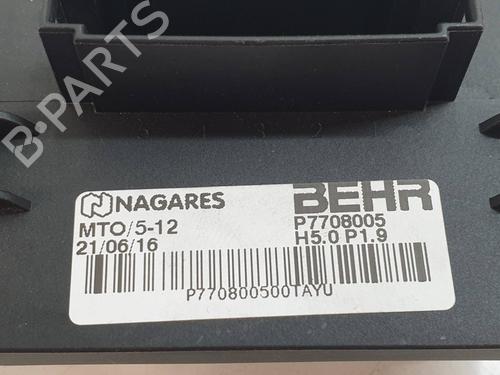 B-PARTS
NAGARES BEHR
MTO/5-12 P7708005
21/06/16 H5.0 P1.9
P770800500TAYU